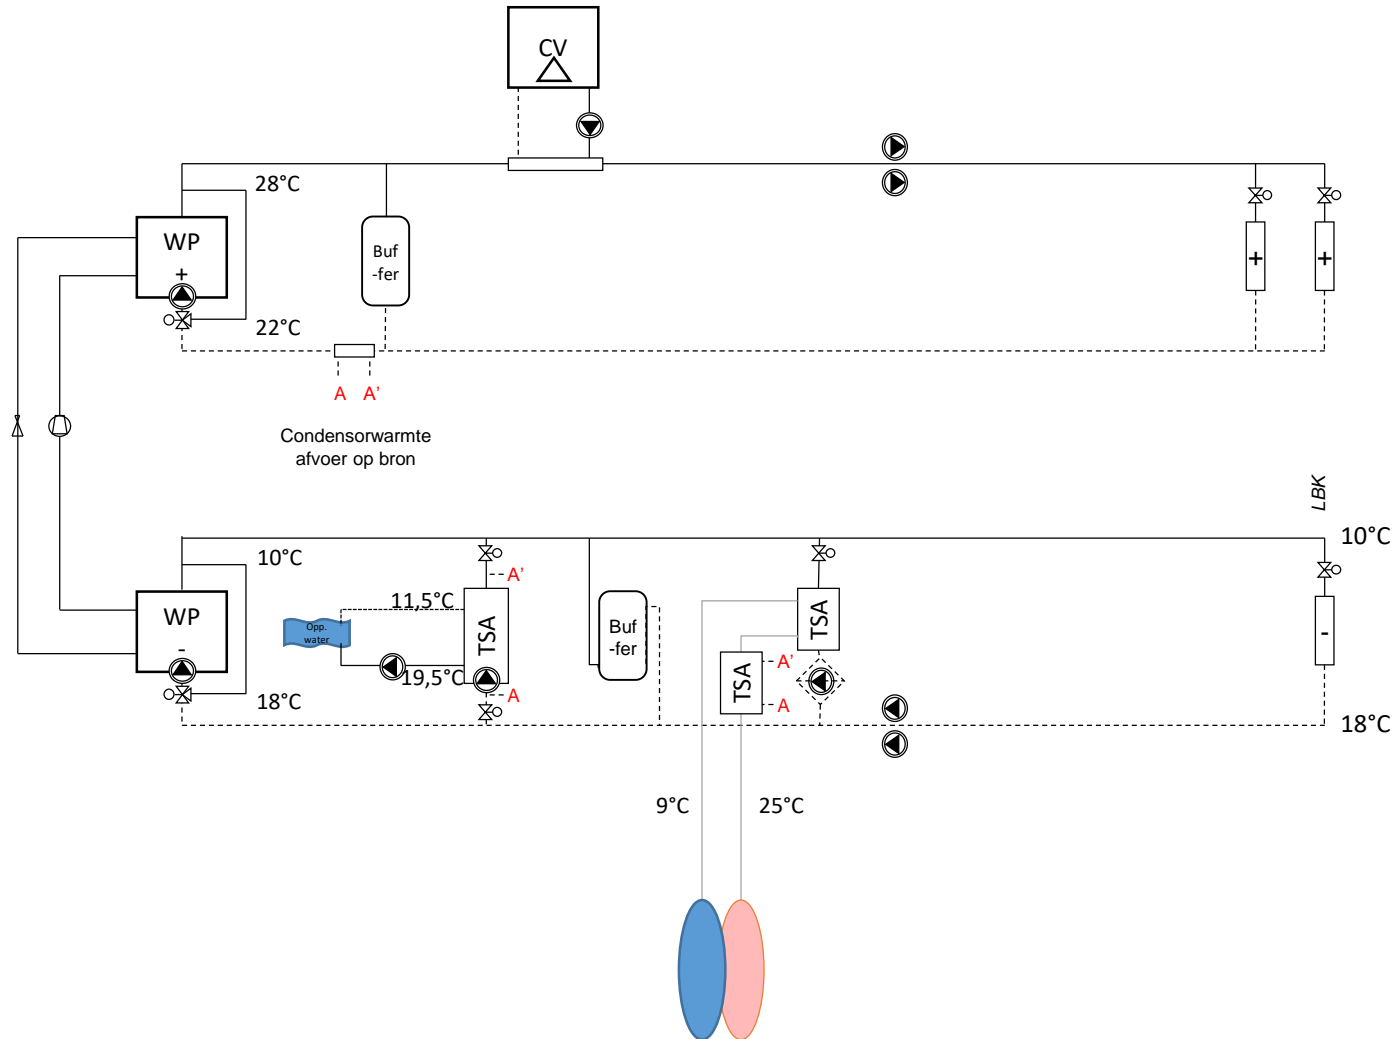 CV
28°C
WP
+
Buf
-fer
+
+
22°C
A A'
Condensorwarmte
afvoer op bron
LBK
10°C
10°C
A'
WP
-
11,5°C
Opp.
water
TSA
Buf
-fer
TSA
-
19,5°C
A
TSA
A'
A
18°C
18°C
9°C
25°C